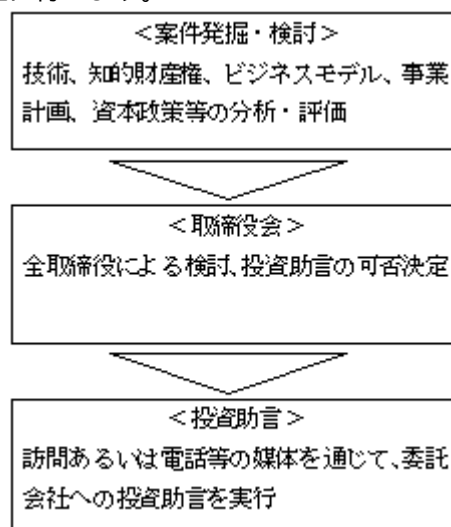 ＜案件発掘・検討＞
技術、知的財産権、ビジネスモデル、事業
計画、資本政策等の分析・評価
＜取締役会＞
全取締役による検討、投資助言の可否決定
＜投資助言＞
訪問あるいは電話等の媒体を通じて、委託
会社への投資助言を実行